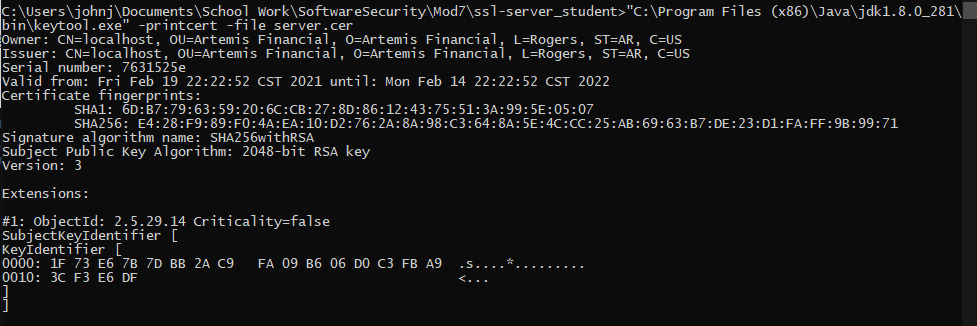 C:\Users\johnj\Documents\School Work\SoftwareSecurity\Mod7\ssl-server_student>"C:\Program Files (x86)\Java\jdk1.8.0_281\
bin\keytool.exe" -printcert -file server.cer
Owner: CN=localhost, OU=Artemis Financial, O=Artemis Financial, L=Rogers, ST=AR, C=US
Issuer: CN=localhost, OU=Artemis Financial, O=Artemis Financial, L=Rogers, ST=AR, C=US
Serial number: 7631525e
Valid from: Fri Feb 19 22:22:52 CST 2021 until: Mon Feb 14 22:22:52 CST 2022
Certificate fingerprints:
SHA1: 6D:B7:79:63:59:20:6C:CB:27:8D:86:12:43:75:51:3A:99:5E:05:07
SHA256: E4:28:F9:89:F0:4A:EA:10:D2:76:2A:8A:98:C3:64:8A:5E:4C:CC:25:AB:69:63:B7:DE:23:D1:FA:FF:9B:99:71
Signature algorithm name: SHA256withRSA
Subject Public Key Algorithm: 2048-bit RSA key
Version: 3
Extensions:
#1: ObjectId: 2.5.29.14 Criticality=false
SubjectKeyIdentifier [
KeyIdentifier [
0000: 1F 73 E6 7B 7D BB 2A C9   FA 09 B6 06 D0 C3 FB A9  .s....*.........
0010: 3C F3 E6 DF                                        <...
]
]